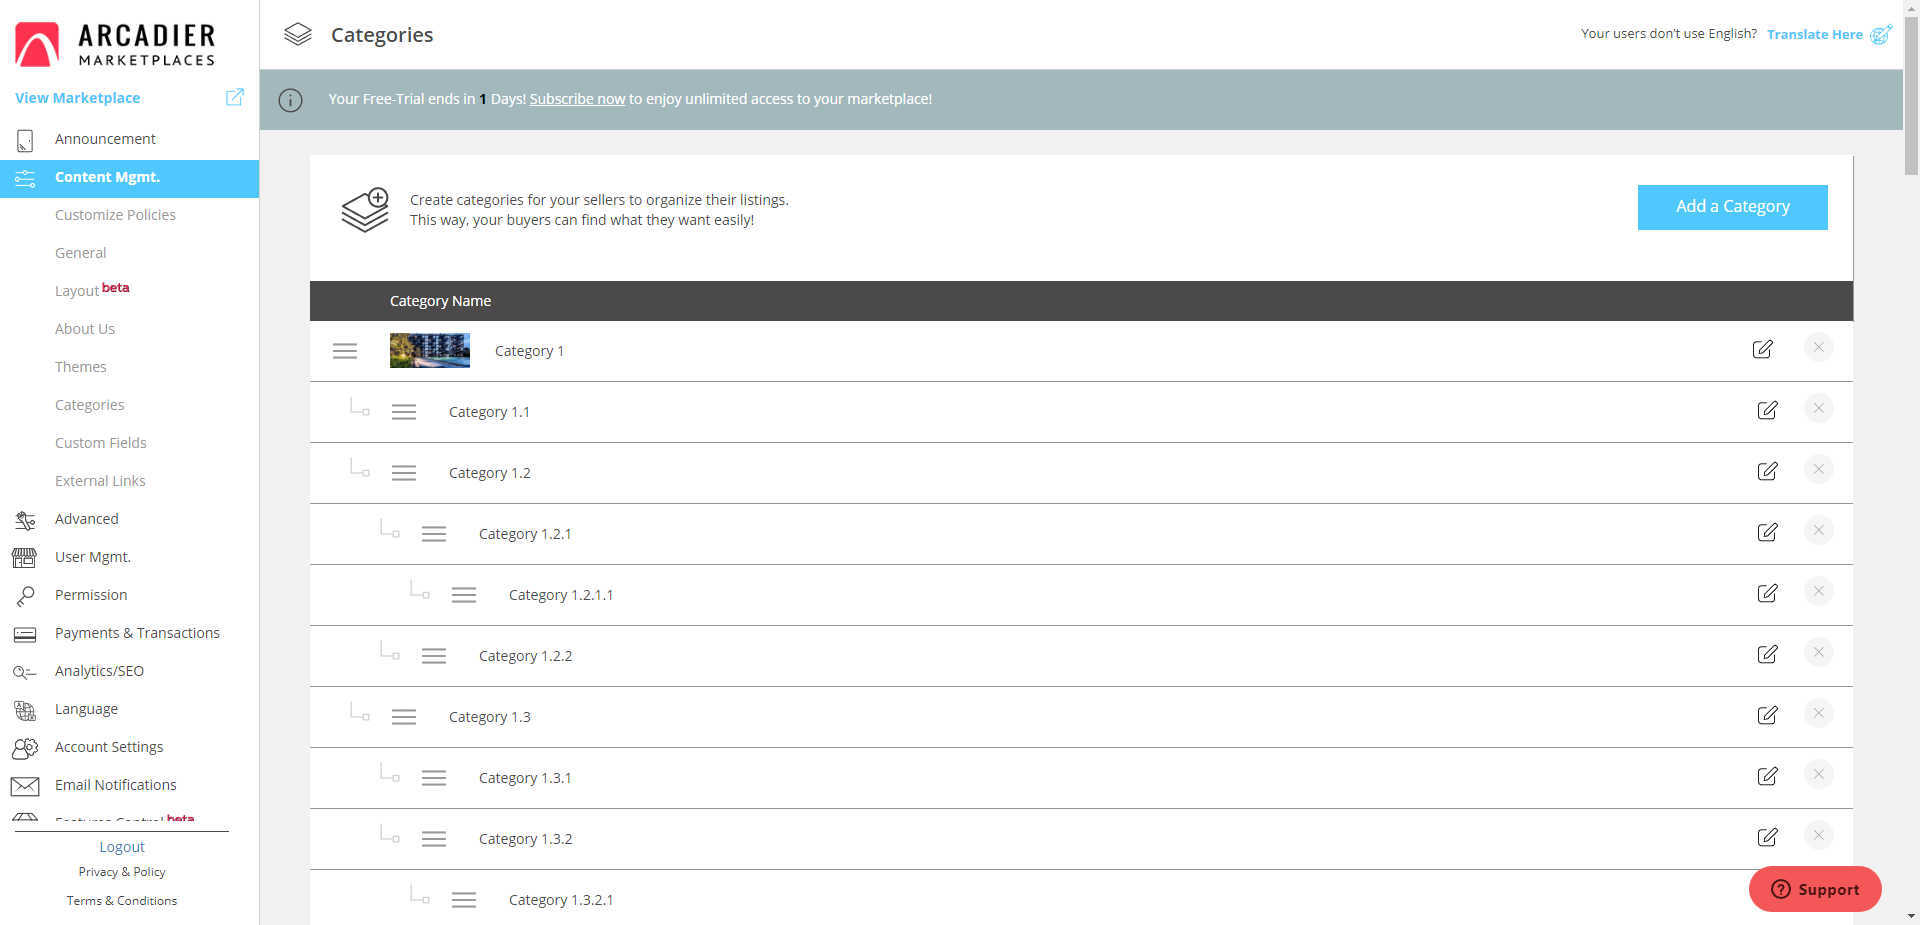 ARCADIER
MARKETPLACES
View Marketplace
Announcement
Content Mgmt.
Customize Policies
General
Layout beta
About Us
Themes
Categories
Custom Fields
External Links
Advanced
User Mgmt.
Permission
Payments & Transactions
Analytics/SEO
Language
Account Settings
Email Notifications
Features Control beta
Logout
Privacy & Policy
Terms & Conditions
Categories
Your users don't use English? Translate Here
Your Free-Trial ends in 1 Days! Subscribe now to enjoy unlimited access to your marketplace!
Create categories for your sellers to organize their listings.
This way, your buyers can find what they want easily!
Add a Category
Category Name
Category 1
Category 1.1
Category 1.2
Category 1.2.1
Category 1.2.1.1
Category 1.2.2
Category 1.3
Category 1.3.1
Category 1.3.2
Category 1.3.2.1
Support